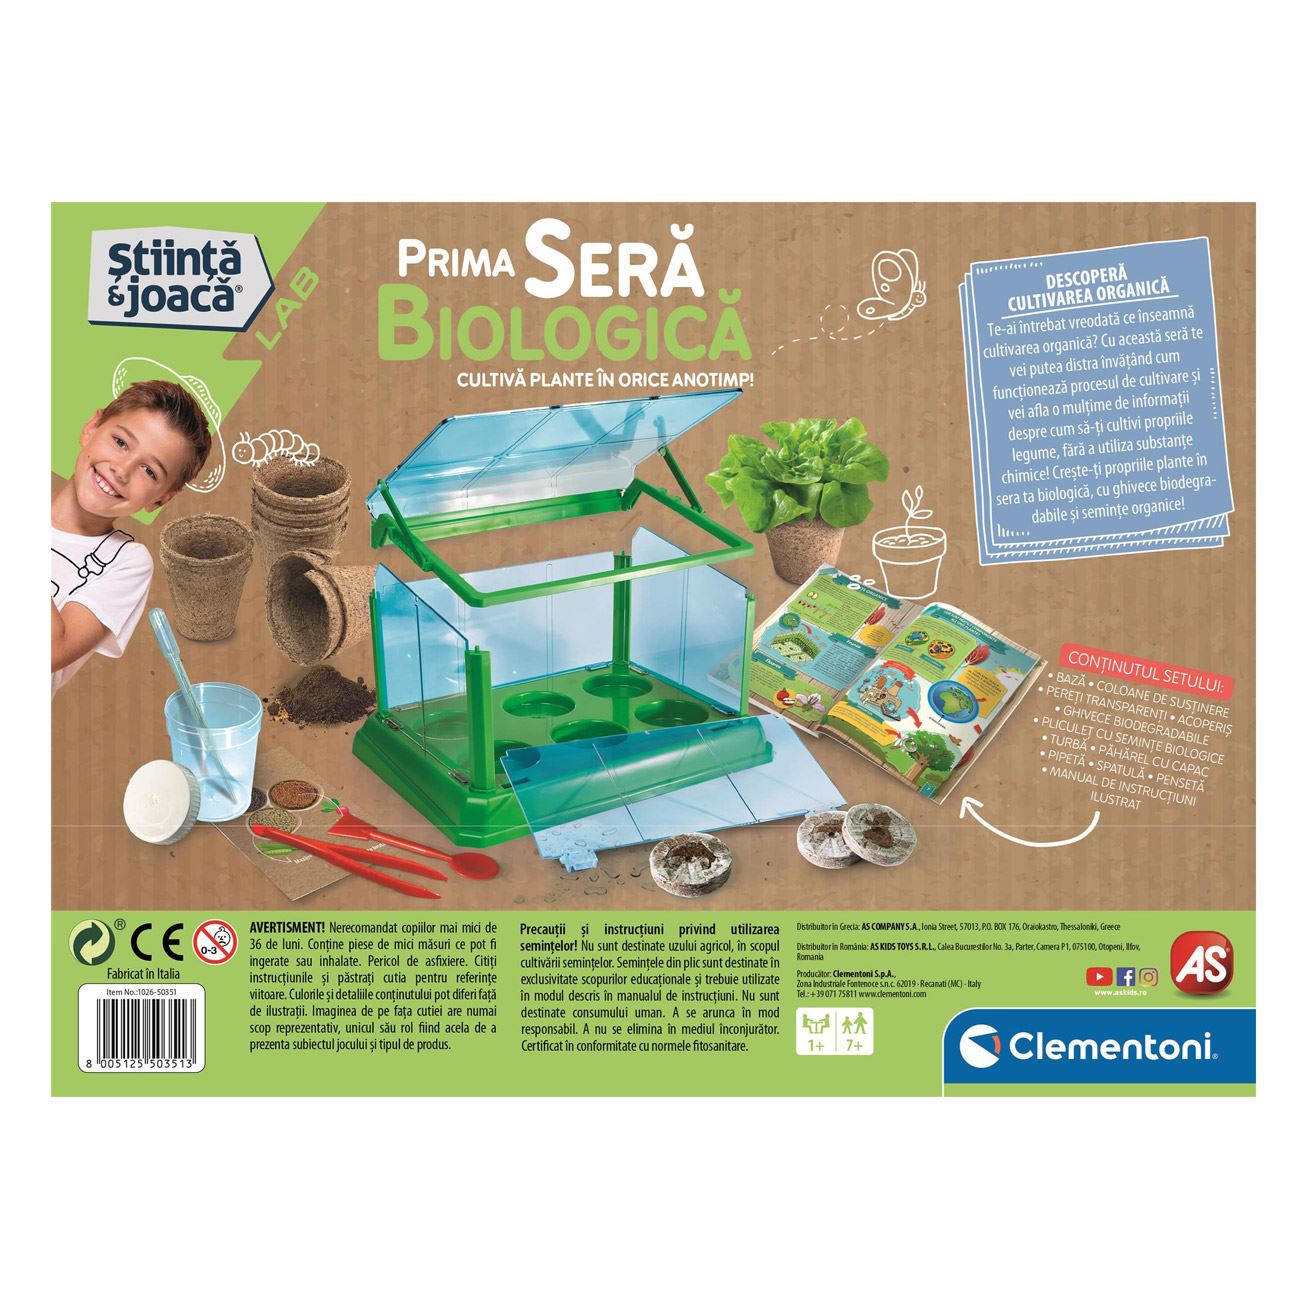 Știință
& joacă®
LAB
PRIMA SERĂ
BIOLOGICĂ
CULTIVĂ PLANTE ÎN ORICE ANOTIMP!
DESCOPERĂ
CULTIVAREA ORGANICĂ
Te-ai întrebat vreodată ce înseamnă
cultivarea organică? Cu această seră te
vei putea distra învățând cum
funcționează procesul de cultivare și
vei afla o mulțime de informații
despre cum să-ți cultivi propriile
legume, fără a utiliza substanțe
chimice! Crește-ți propriile plante în
sera ta biologică, cu ghivece biodegra-
dabile și semințe organice!
CONȚINUTUL SETULUI:
• BAZĂ • COLOANE DE SUSȚINERE
• PEREȚI TRANSPARENȚI • ACOPERIȘ
• GHIVECE BIODEGRADABILE
• PLICULEȚ CU SEMINȚE BIOLOGICE
• TURBĂ • PĂHĂREL CU CAPAC
• PIPETĂ • SPATULĂ • PENSETĂ
• MANUAL DE INSTRUCȚIUNI
ILUSTRAT
®
CE
0-3
Fabricat în Italia
Item No.:1026-50351
8 005125 503513
AVERTISMENT! Nerecomandat copiilor mai mici de
36 de luni. Conține piese de mici măsuri ce pot fi
ingerate sau inhalate. Pericol de asfixiere. Citiți
instrucțiunile și păstrați cutia pentru referințe
viitoare. Culorile și detaliile conținutului pot diferi față
de ilustrații. Imaginea de pe fața cutiei are numai
scop reprezentativ, unicul său rol fiind acela de a
prezenta subiectul jocului și tipul de produs.
Precauții și instrucțiuni privind utilizarea
semințelor! Nu sunt destinate uzului agricol, în scopul
cultivării semințelor. Semințele din plic sunt destinate în
exclusivitate scopurilor educaționale și trebuie utilizate
în modul descris în manualul de instrucțiuni. Nu sunt
destinate consumului uman. A se arunca în mod
responsabil. A nu se elimina în mediul înconjurător.
Certificat în conformitate cu normele fitosanitare.
Distribuitor în Grecia: AS COMPANY S.A., Ionia Street, 57013, P.O. BOX 176, Oraiokastro, Thessaloniki, Greece
Distribuitor în România: AS KIDS TOYS S.R.L., Calea Bucurestilor No. 3a, Parter, Camera P1, 075100, Otopeni, Ilfov,
Romania
Producător: Clementoni S.p.A.,
Zona Industriale Fontenoce s.n.c. 62019 - Recanati (MC) - Italy
Tel.: +39 071 75811 www.clementoni.com
1+
7+
www.askids.ro
AS
Clementoni®